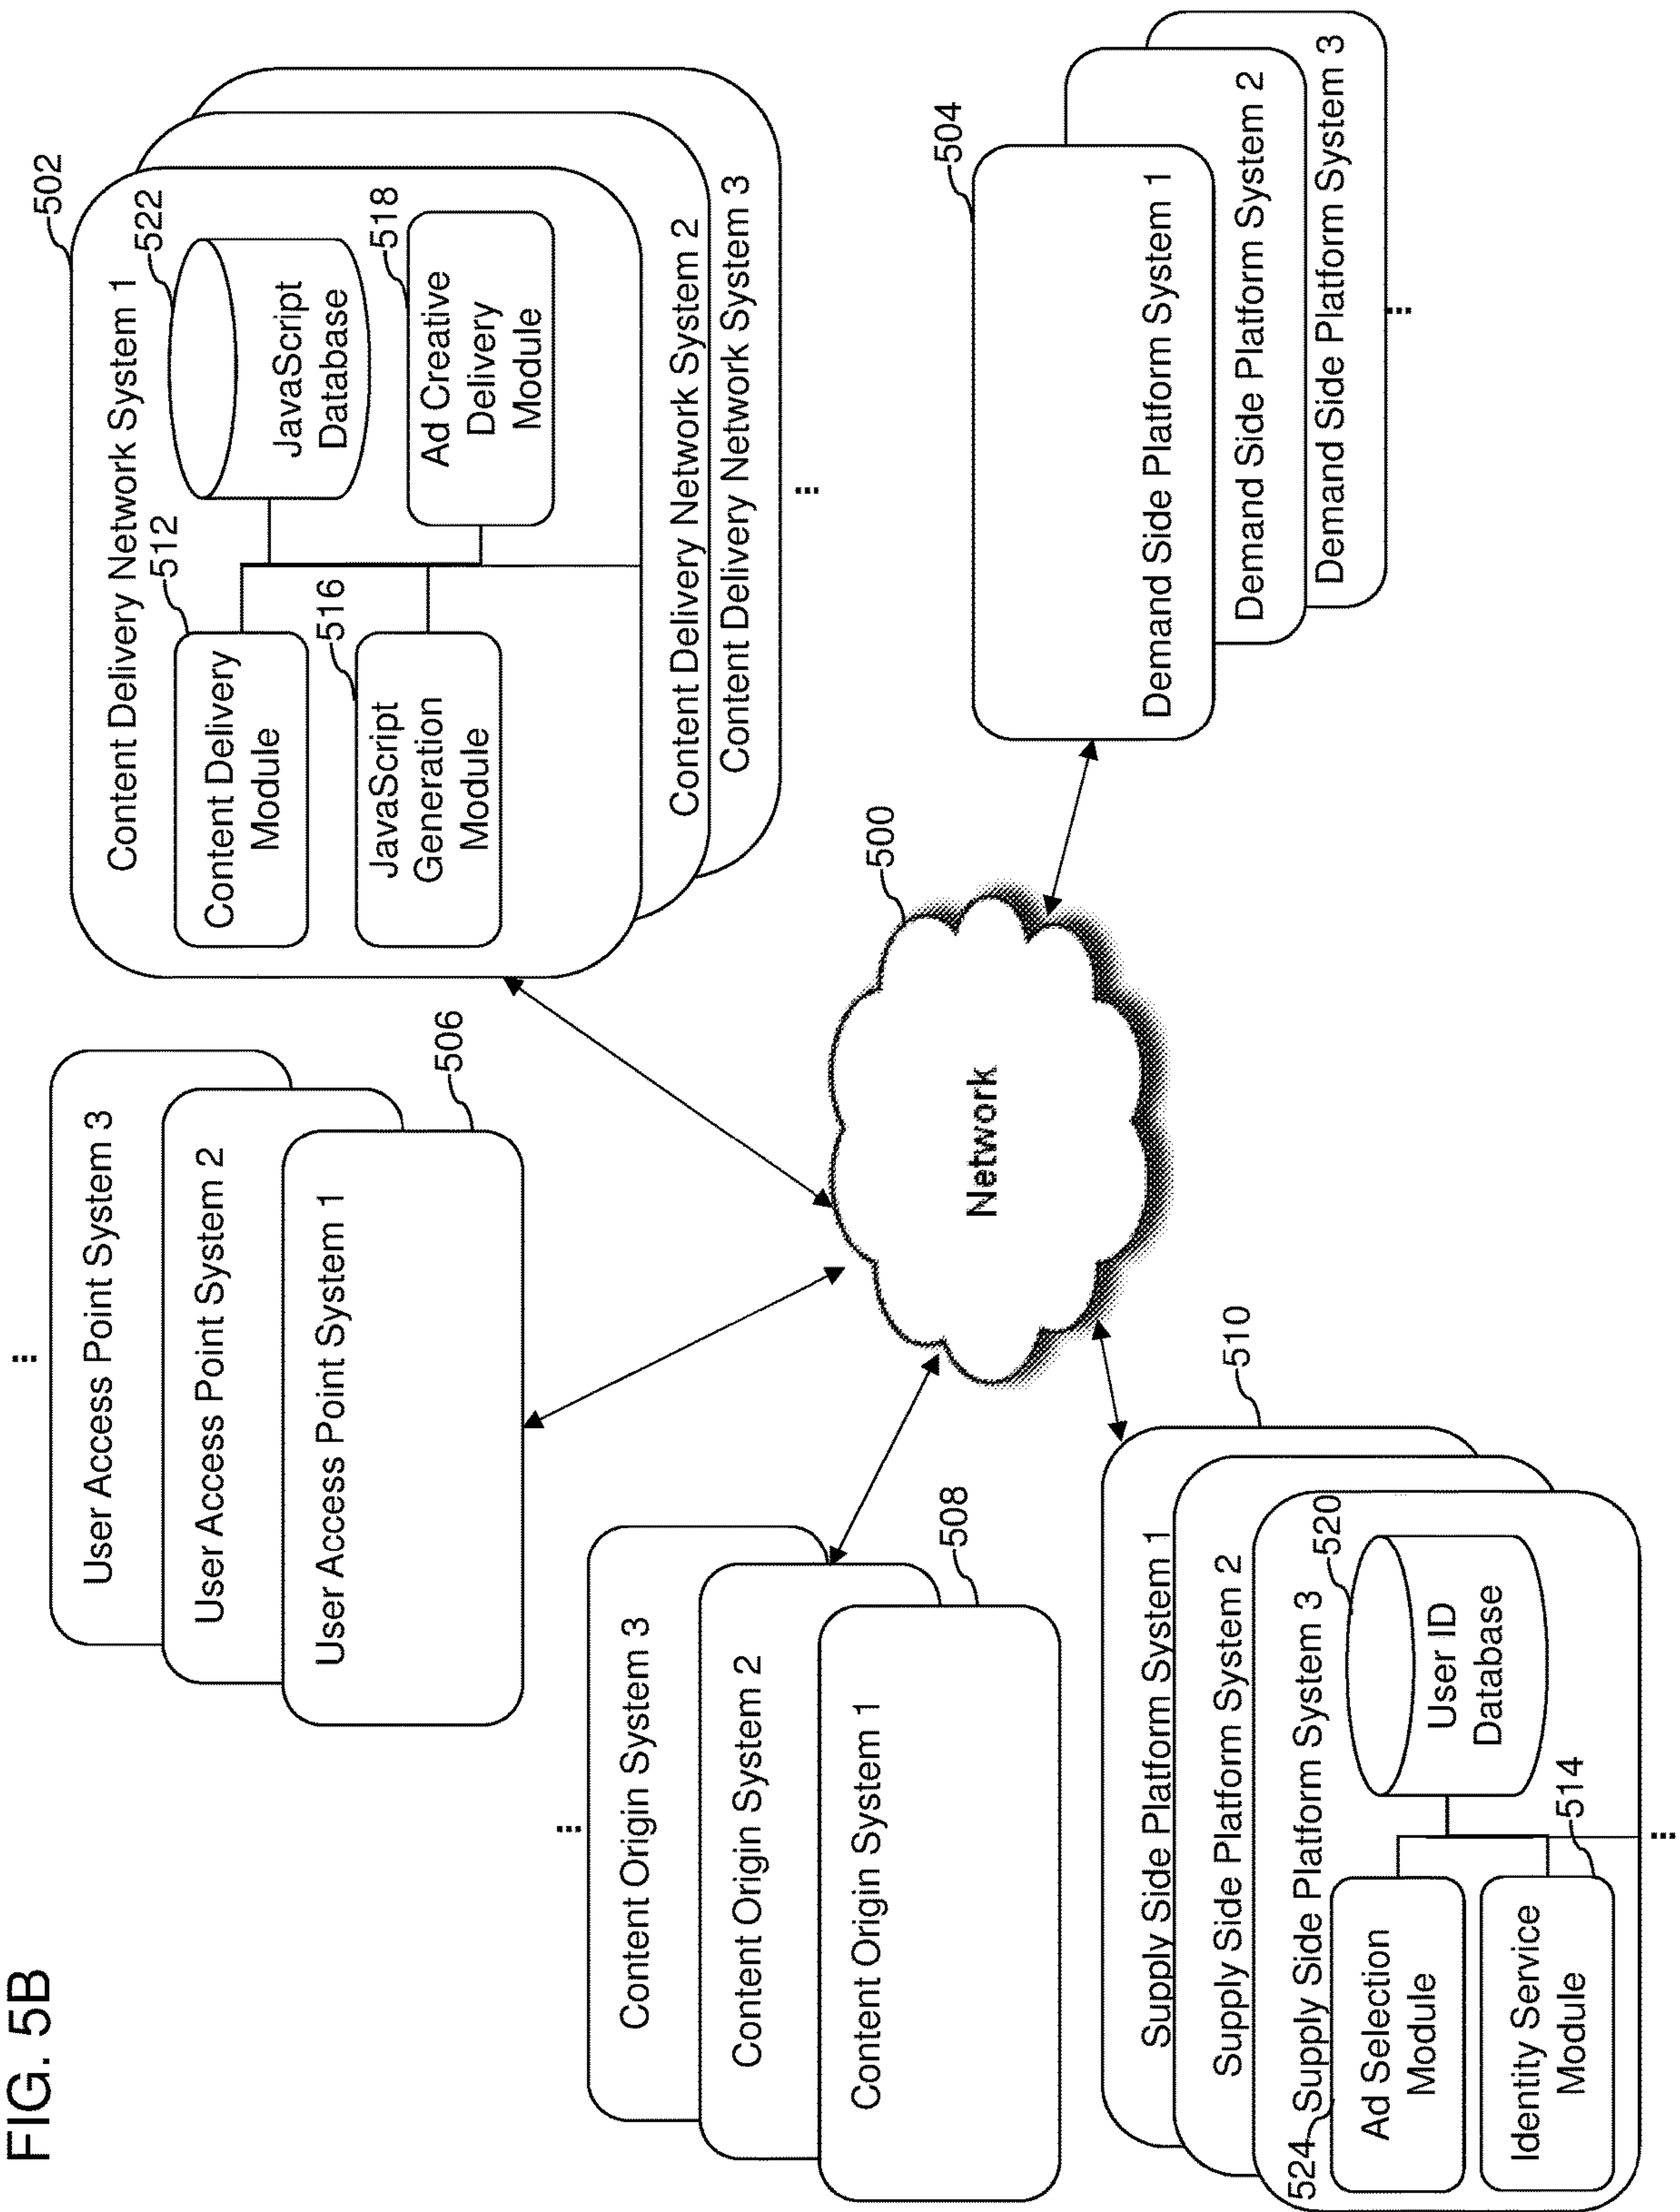 FIG. 5B
⋮
User Access Point System 3
User Access Point System 2
User Access Point System 1
506
502
Content Delivery Network System 1
512
522
Content Delivery
Module
JavaScript
Database
516
518
JavaScript
Generation
Module
Ad Creative
Delivery
Module
Content Delivery Network System 2
Content Delivery Network System 3
⋮
⋮
Content Origin System 3
Content Origin System 2
Content Origin System 1
508
500
Network
504
Demand Side Platform System 1
Demand Side Platform System 2
Demand Side Platform System 3
⋮
510
Supply Side Platform System 1
Supply Side Platform System 2
Supply Side Platform System 3
524
520
Ad Selection
Module
User ID
Database
514
Identity Service
Module
⋮